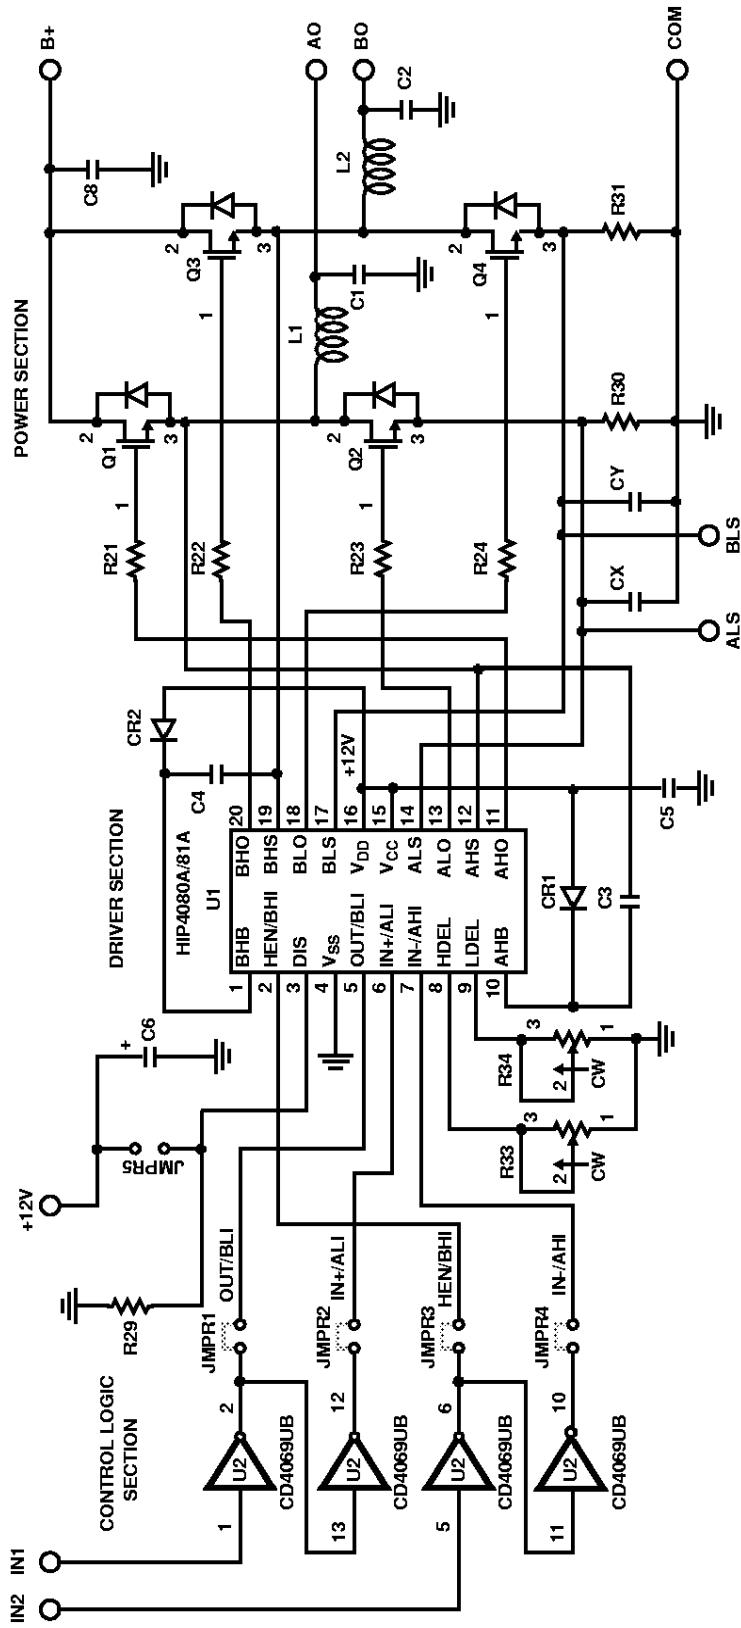 IN2
IN1
+12V
B+
AO
BO
COM
CONTROL LOGIC
SECTION
DRIVER SECTION
POWER SECTION
R29
JMPR5
+
C6
CR2
C4
HIP4080A/81A
U1
1
BHB
BHO
20
2
HEN/BHI
BHS
19
3
DIS
BLO
18
4
VSS
BLS
17
5
OUT/BLI
VDD
16
6
IN+/ALI
VCC
15
7
IN-/AHI
ALS
14
8
HDEL
ALO
13
9
LDEL
AHS
12
10
AHB
AHO
11
+12V
1
U2
2
CD4069UB
JMPR1
OUT/BLI
13
U2
12
CD4069UB
JMPR2
IN+/ALI
5
U2
6
CD4069UB
JMPR3
HEN/BHI
11
U2
10
CD4069UB
JMPR4
IN-/AHI
R33
3
2
1
CW
R34
3
2
1
CW
CR1
C3
C5
R21
1
Q1
2
3
R22
1
Q3
2
3
R23
1
Q2
2
3
R24
1
Q4
2
3
C8
L1
C1
L2
C2
R30
R31
CX
CY
ALS
BLS